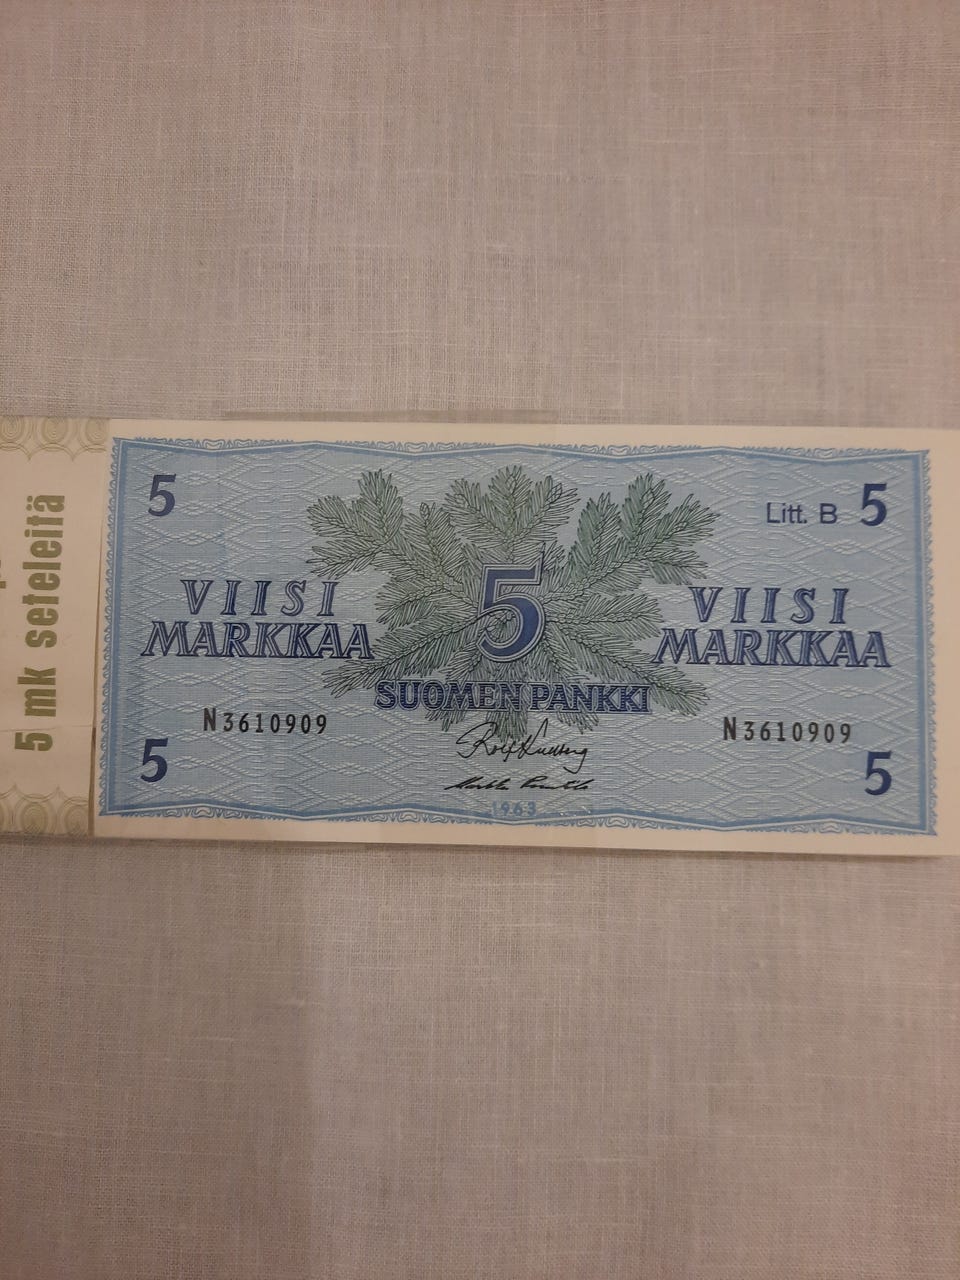 5 mk seteleitä
5
Litt. B 5
VIISI
MARKKAA
5
VIISI
MARKKAA
SUOMEN PANKKI
N3610909
N3610909
1963
5
5